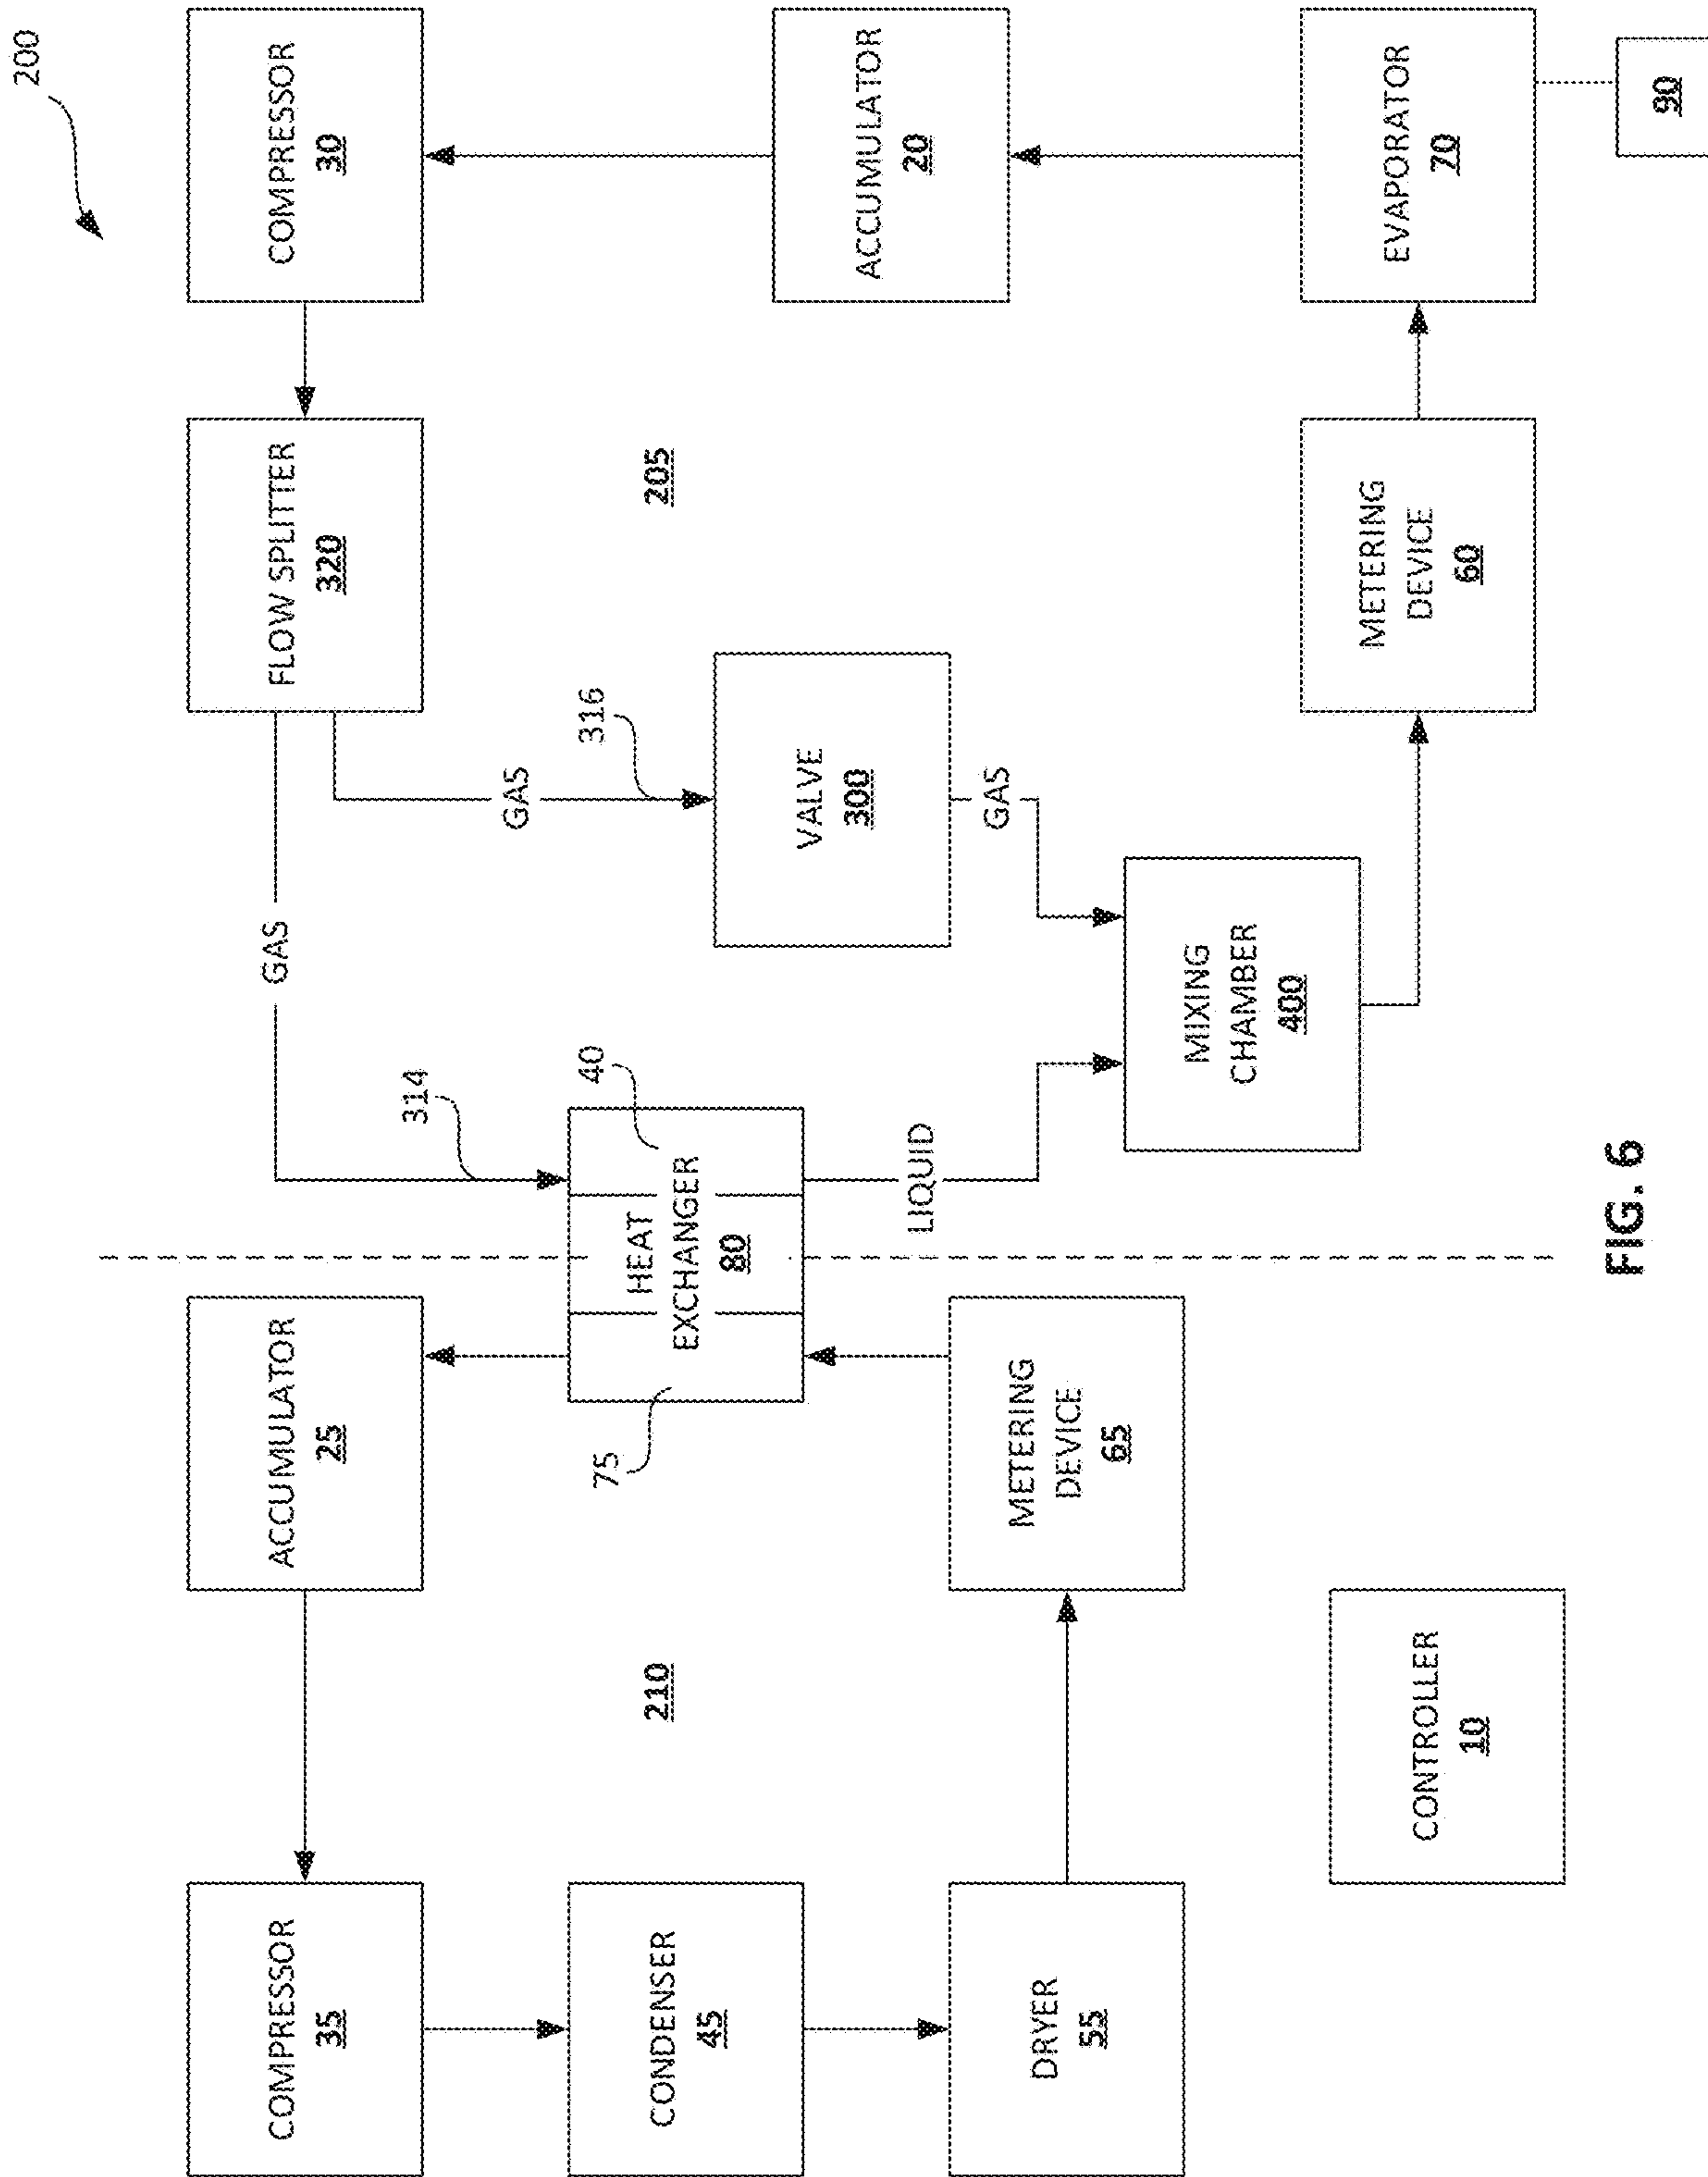 200
COMPRESSOR
35
ACCUMULATOR
25
GAS
FLOW SPLITTER
320
COMPRESSOR
30
314
GAS
316
CONDENSER
45
75
HEAT
EXCHANGER
80
40
210
205
VALVE
300
LIQUID
GAS
ACCUMULATOR
20
DRYER
55
METERING
DEVICE
65
MIXING
CHAMBER
400
CONTROLLER
10
METERING
DEVICE
60
EVAPORATOR
70
90
FIG. 6